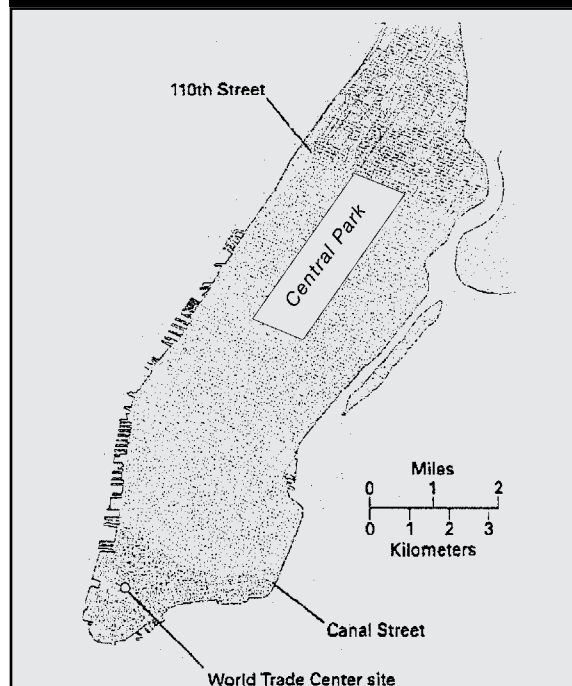 110th Street
Central Park
Miles
0 1 2
0 1 2 3
Kilometers
Canal Street
World Trade Center site